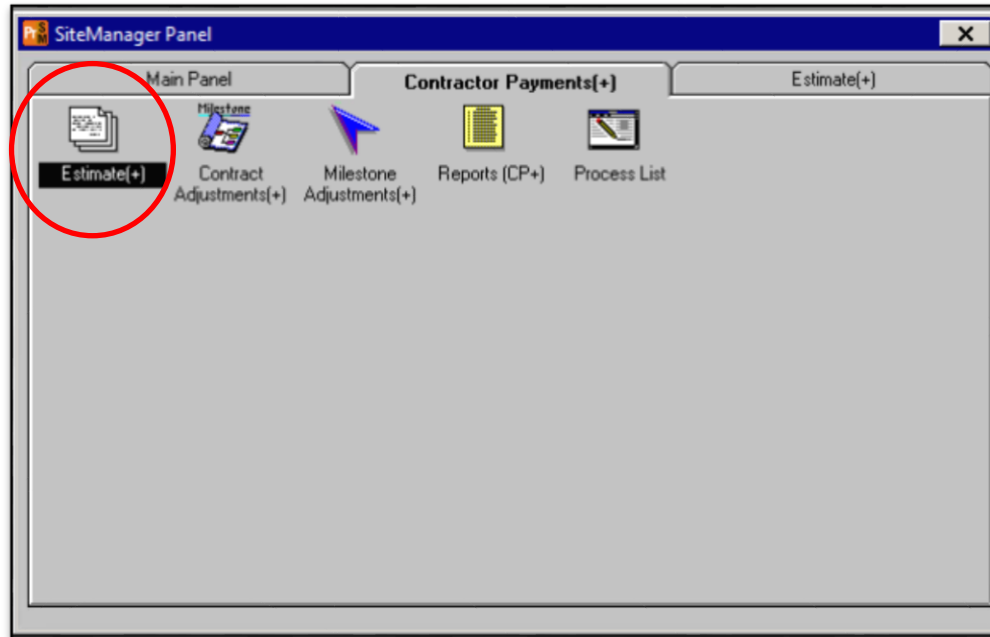 SiteManager Panel
Main Panel
Contractor Payments(+)
Estimate(+)
Milestone
Estimate(+)
Contract
Adjustments(+)
Milestone
Adjustments(+)
Reports (CP+)
Process List